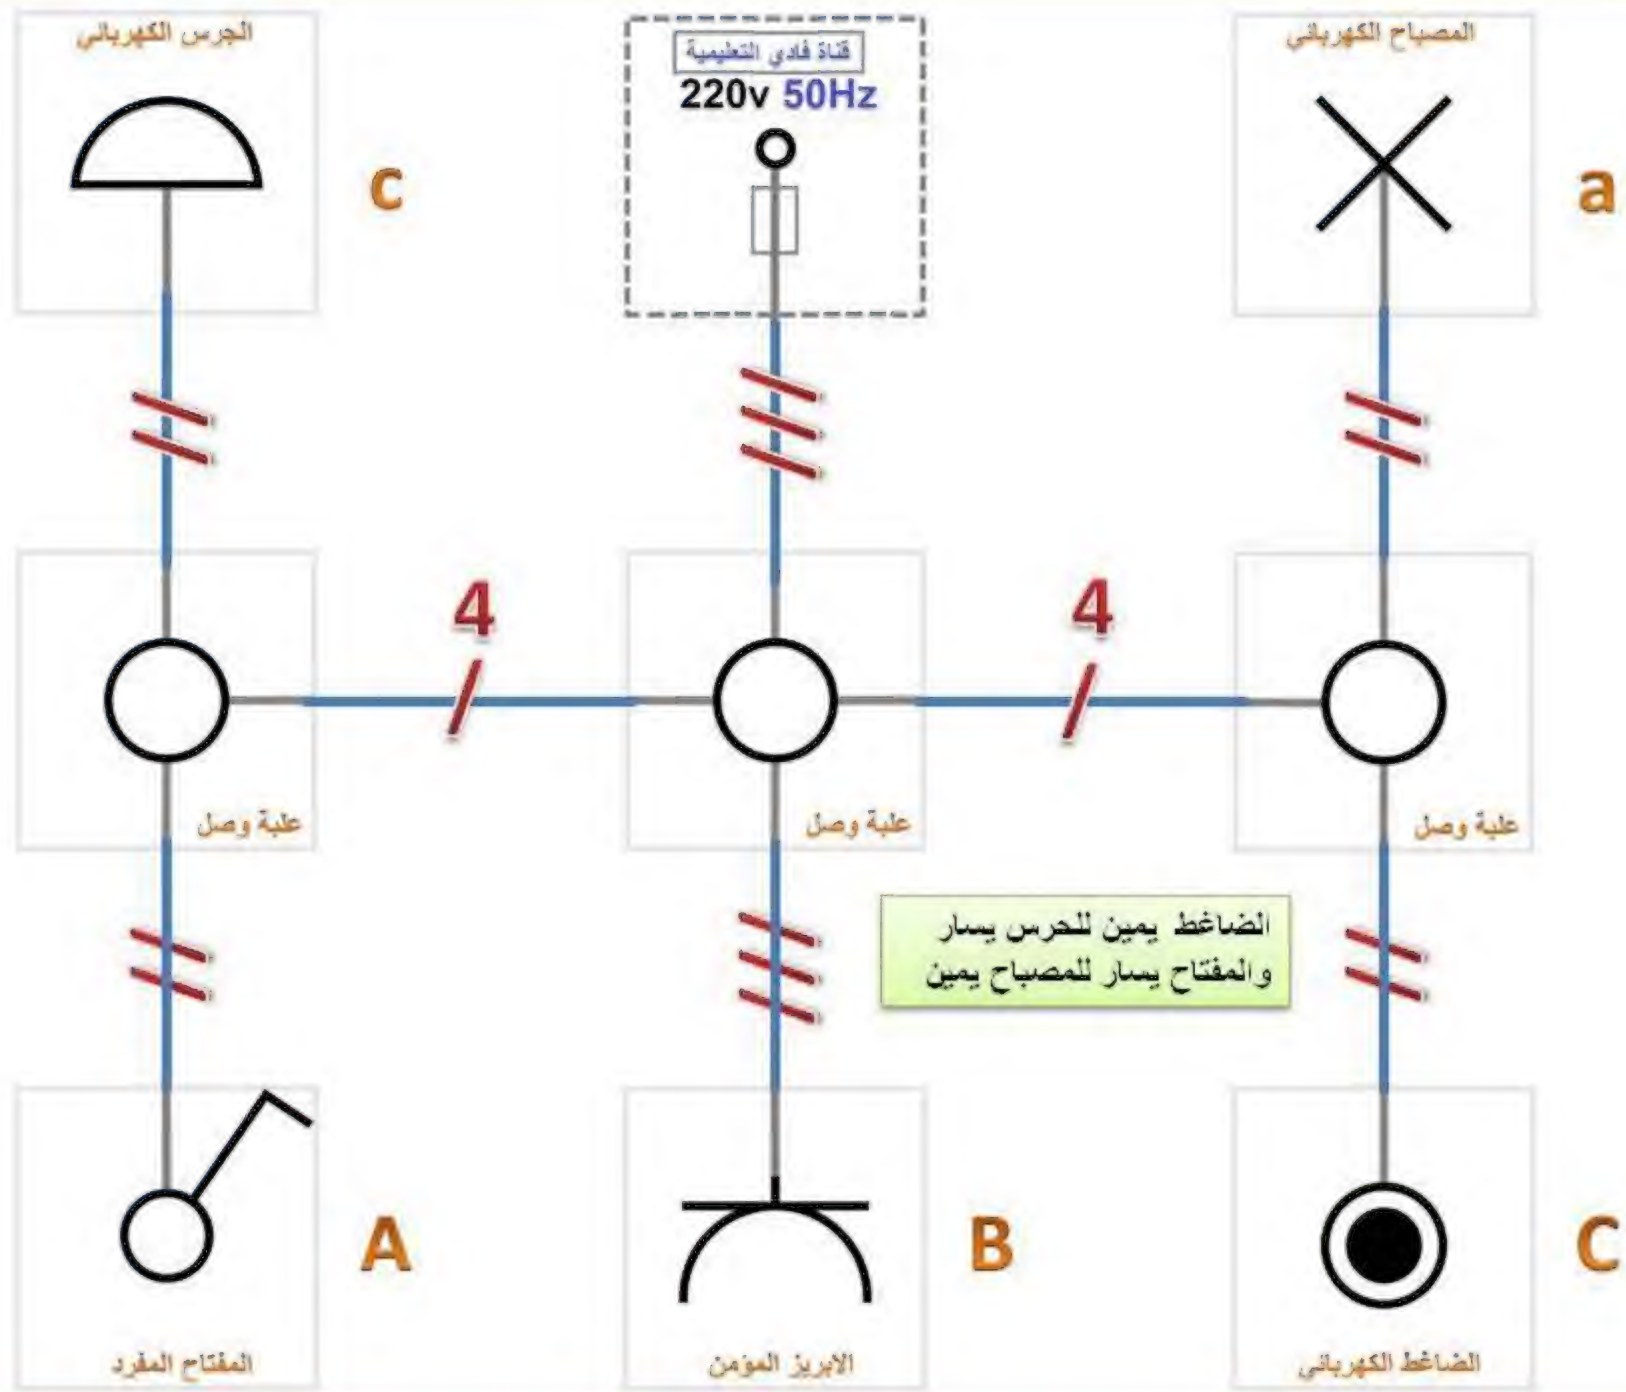 الجرس الكهربائي
قناة فادي التعليمية
220v 50Hz
المصباح الكهربائي
c
a
4
4
علبة وصل
علبة وصل
علبة وصل
الضاغط يمين للحرس يسار
والمفتاح يسار للمصباح يمين
A
B
C
المفتاح المفرد
الابريز المؤمن
الضاغط الكهربائي